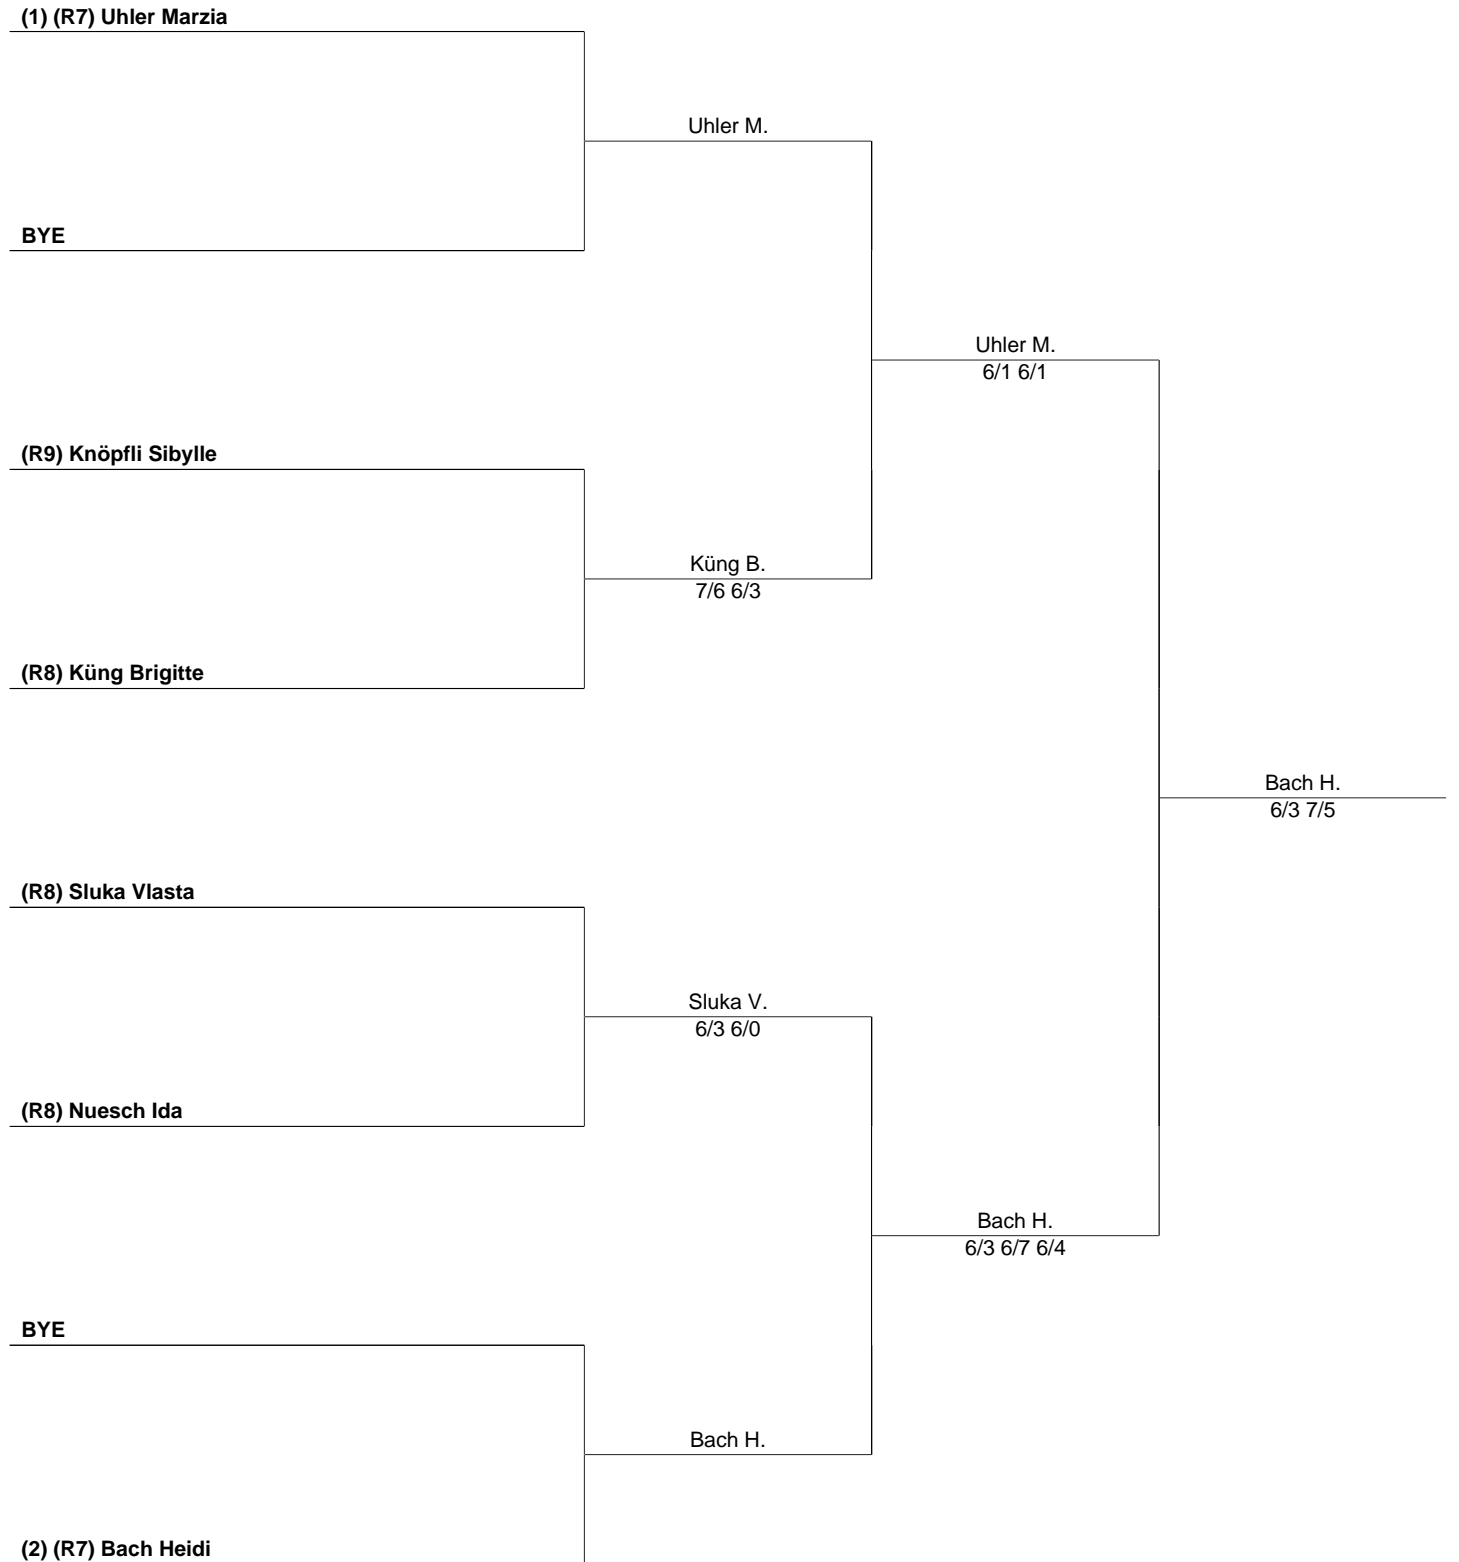 (1) (R7) Uhler Marzia
Uhler M.
BYE
Uhler M.
6/1 6/1
(R9) Knöpfli Sibylle
Küng B.
7/6 6/3
(R8) Küng Brigitte
Bach H.
6/3 7/5
(R8) Sluka Vlasta
Sluka V.
6/3 6/0
(R8) Nuesch Ida
Bach H.
6/3 6/7 6/4
BYE
Bach H.
(2) (R7) Bach Heidi